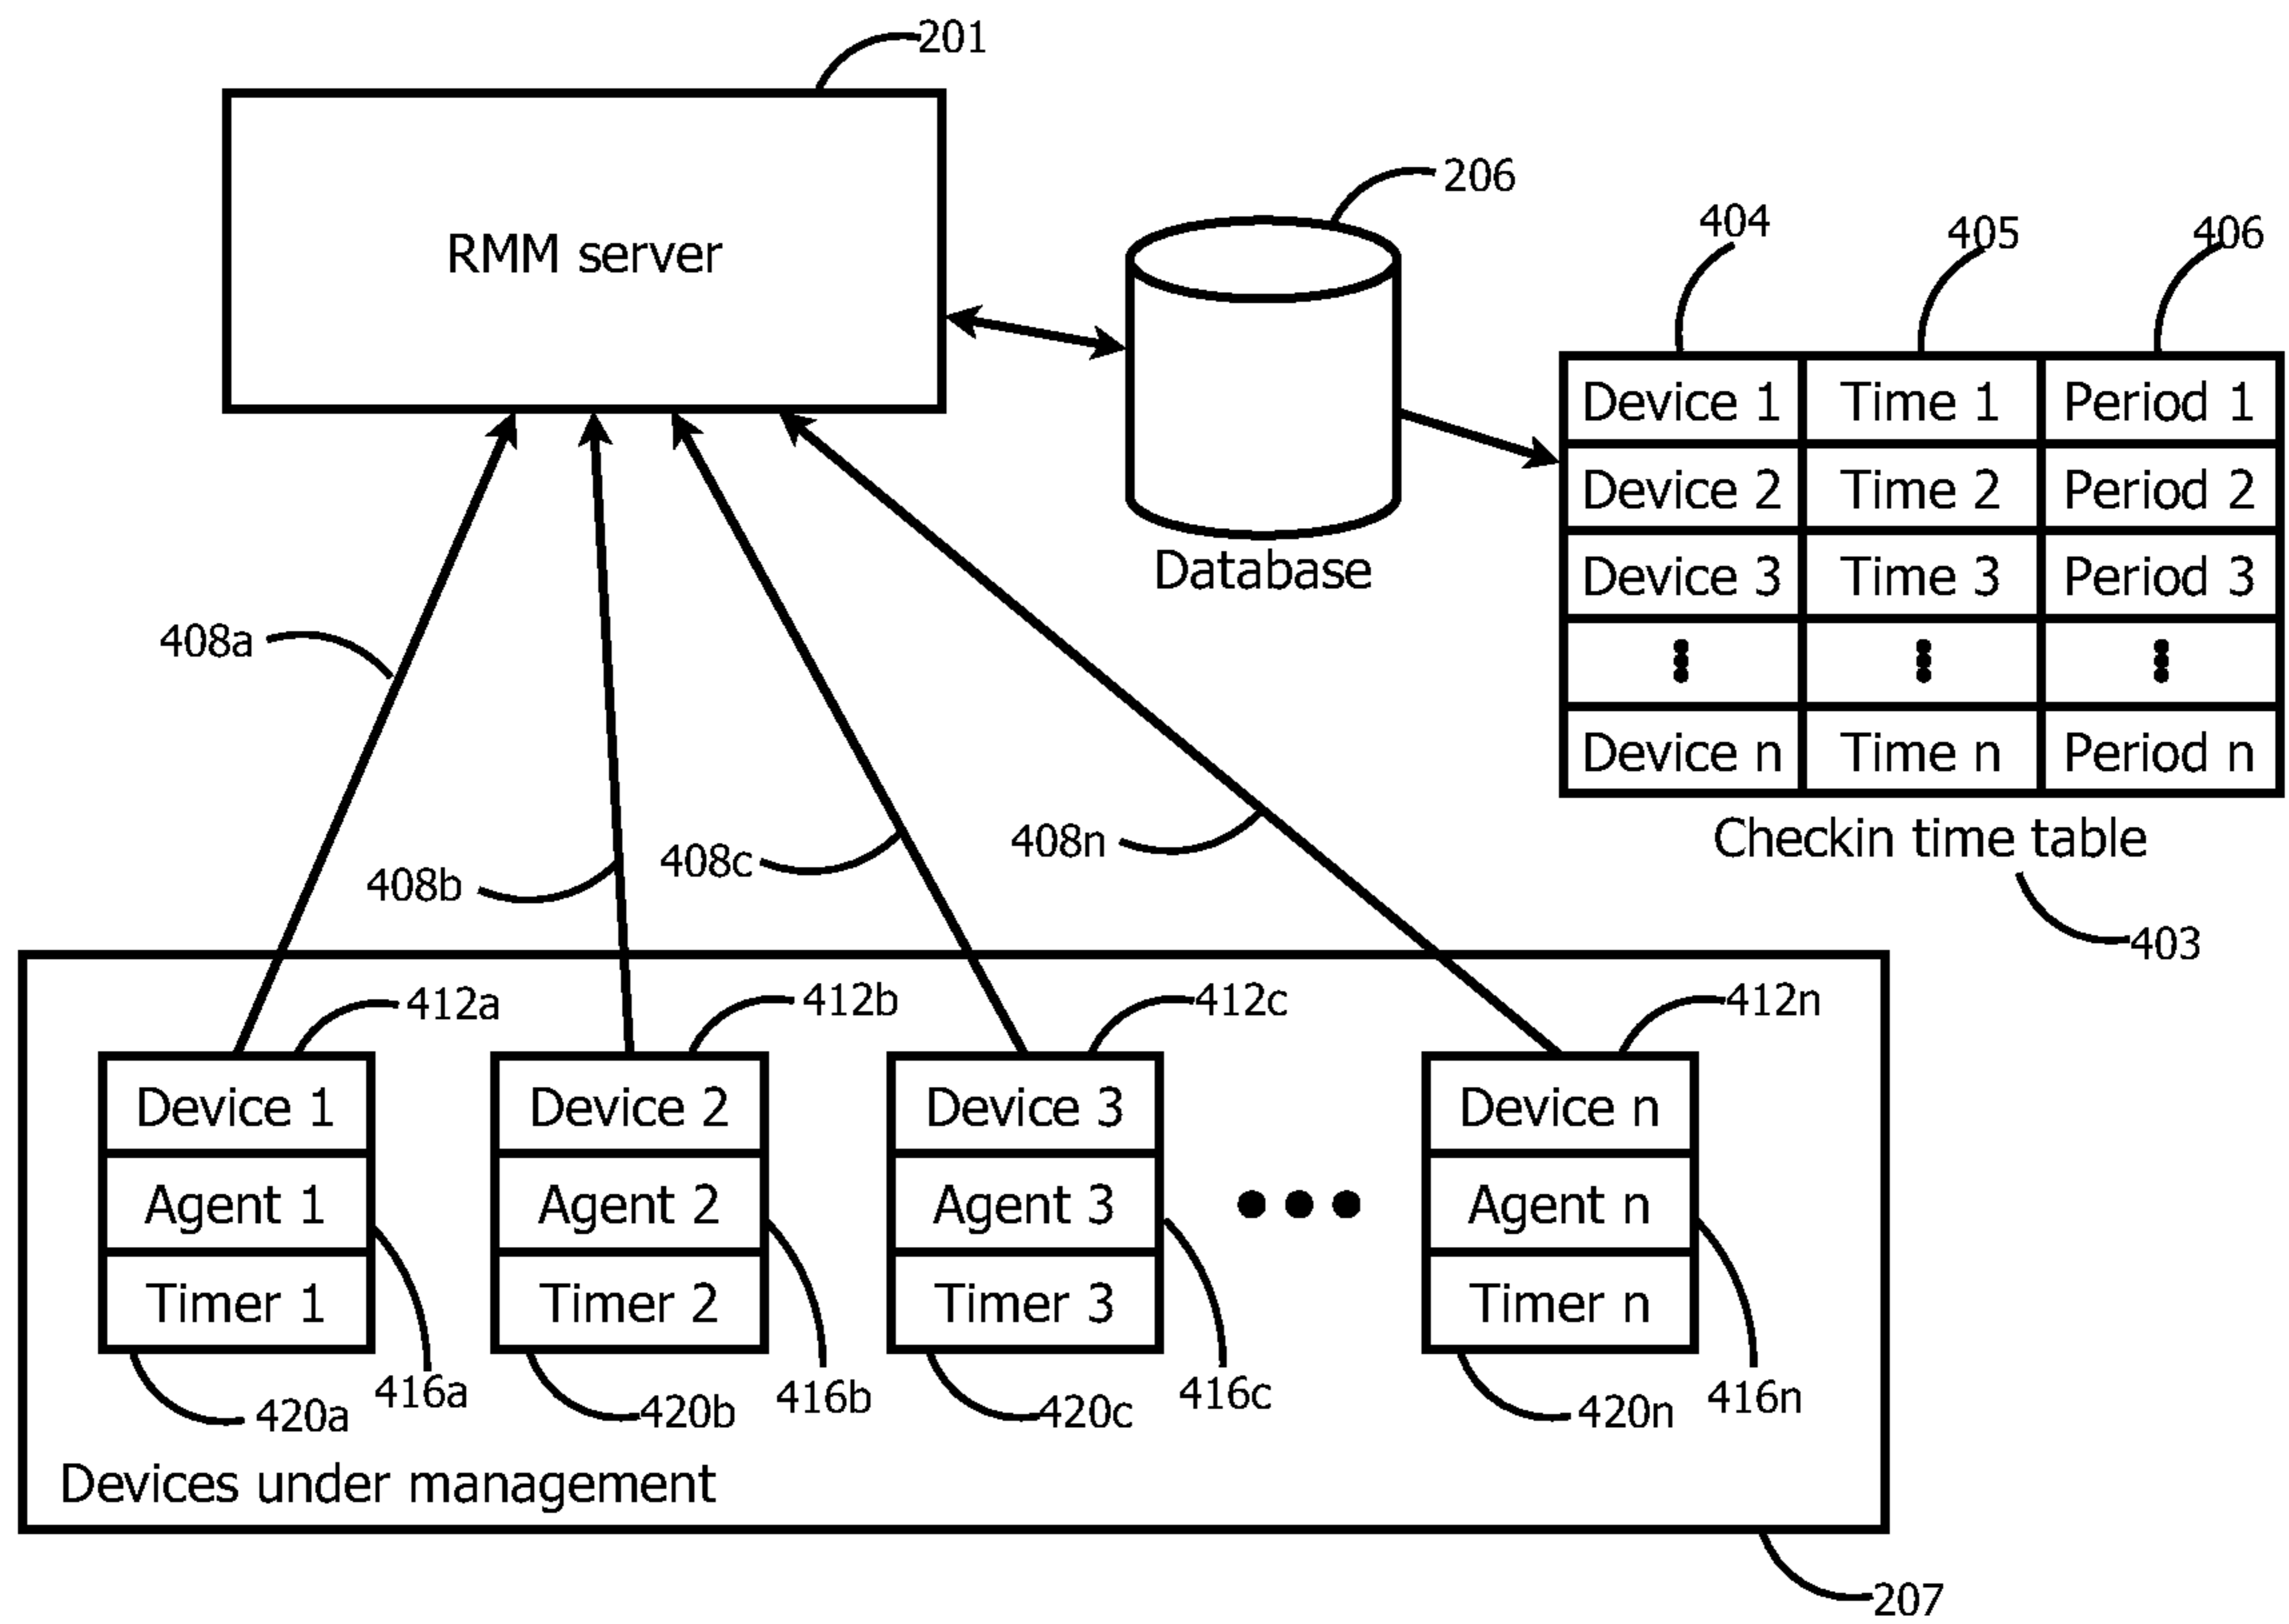 201
RMM server
206
Database
404 405 406
Device 1 Time 1 Period 1
Device 2 Time 2 Period 2
Device 3 Time 3 Period 3
Device n Time n Period n
Checkin time table
403
408a
408b
408c
408n
412a 412b 412c 412n
Device 1 Device 2 Device 3 Device n
Agent 1 Agent 2 Agent 3 Agent n
Timer 1 Timer 2 Timer 3 Timer n
416a 416b 416c 416n
420a 420b 420c 420n
Devices under management
207